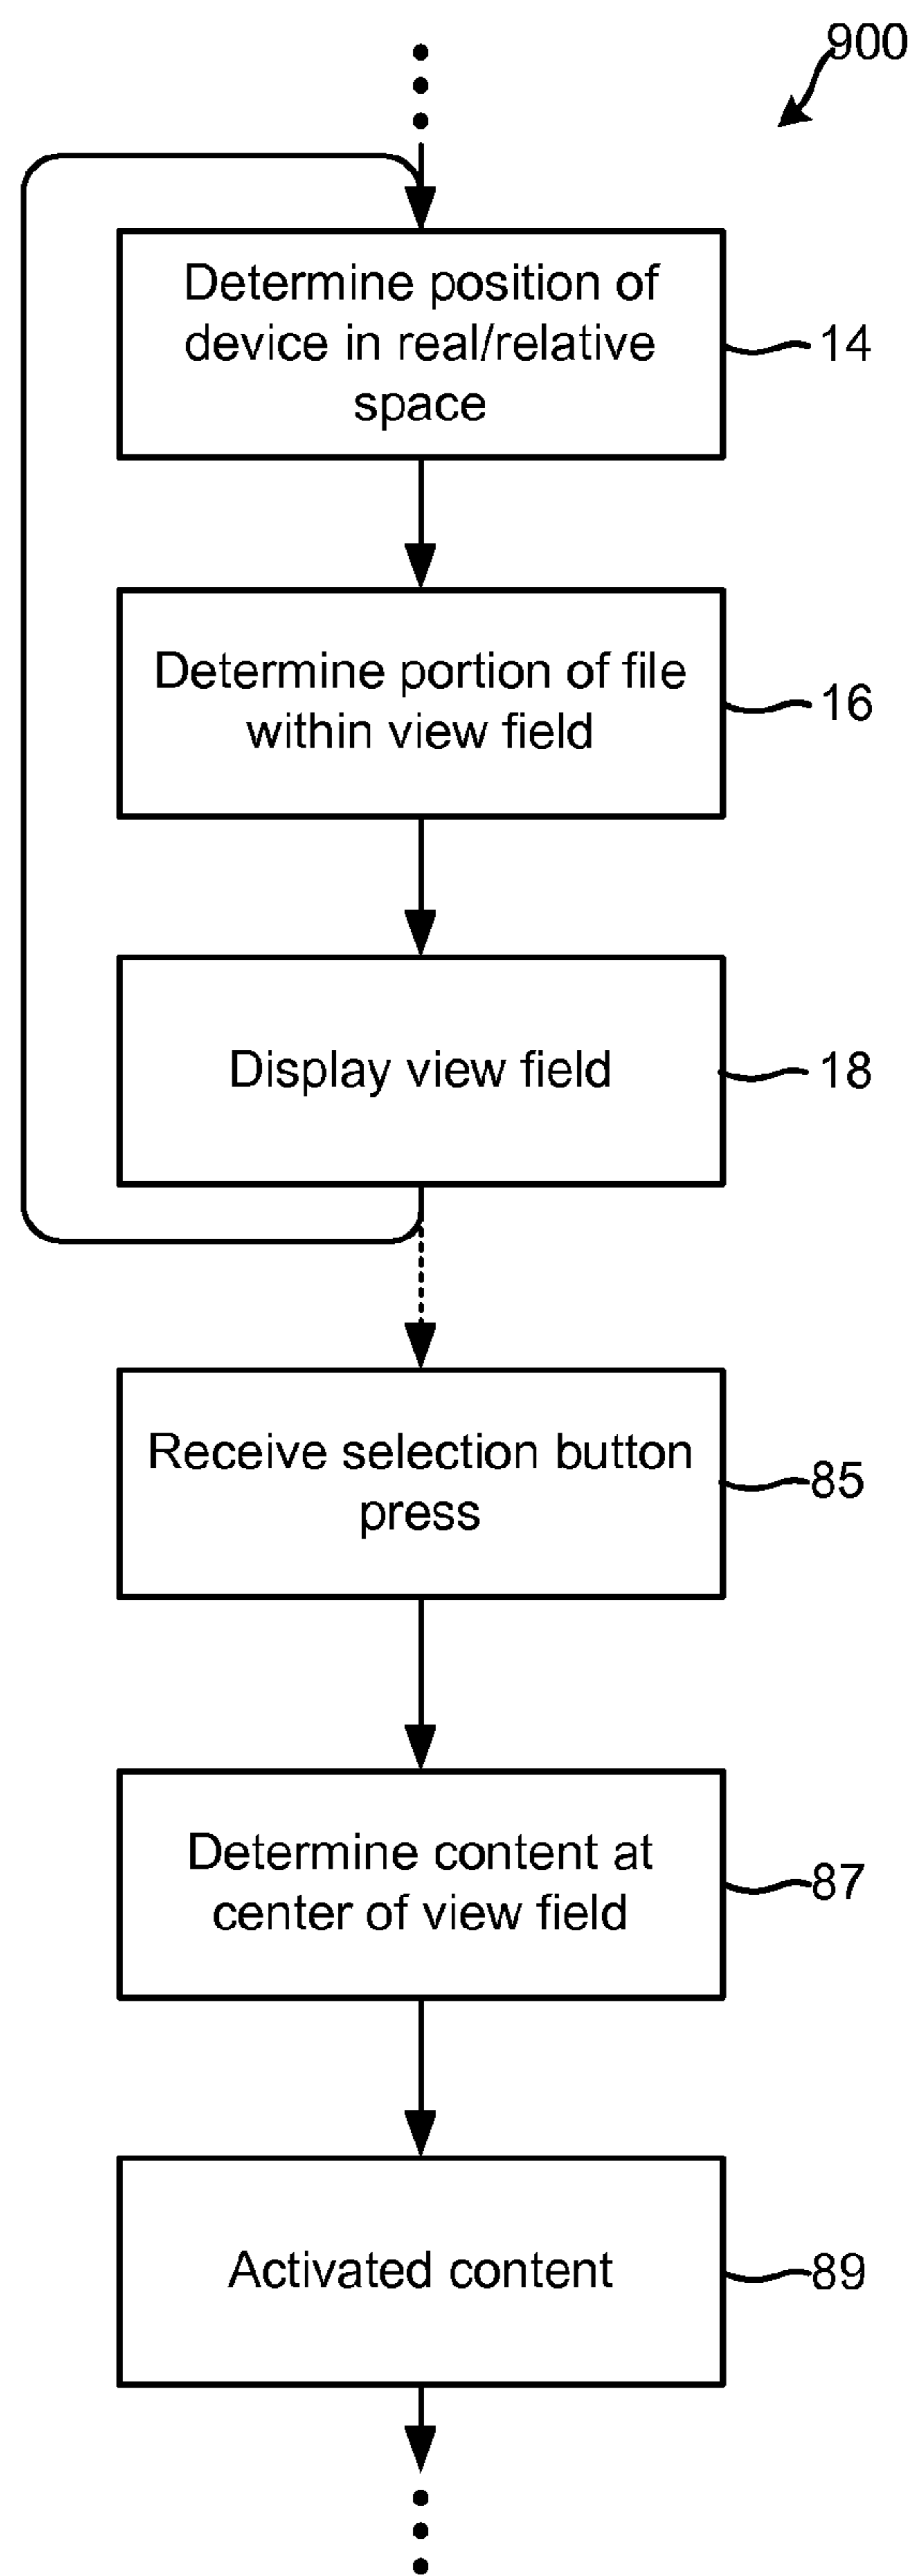 900
Determine position of
device in real/relative
space
14
Determine portion of file
within view field
16
Display view field
18
Receive selection button
press
85
Determine content at
center of view field
87
Activated content
89